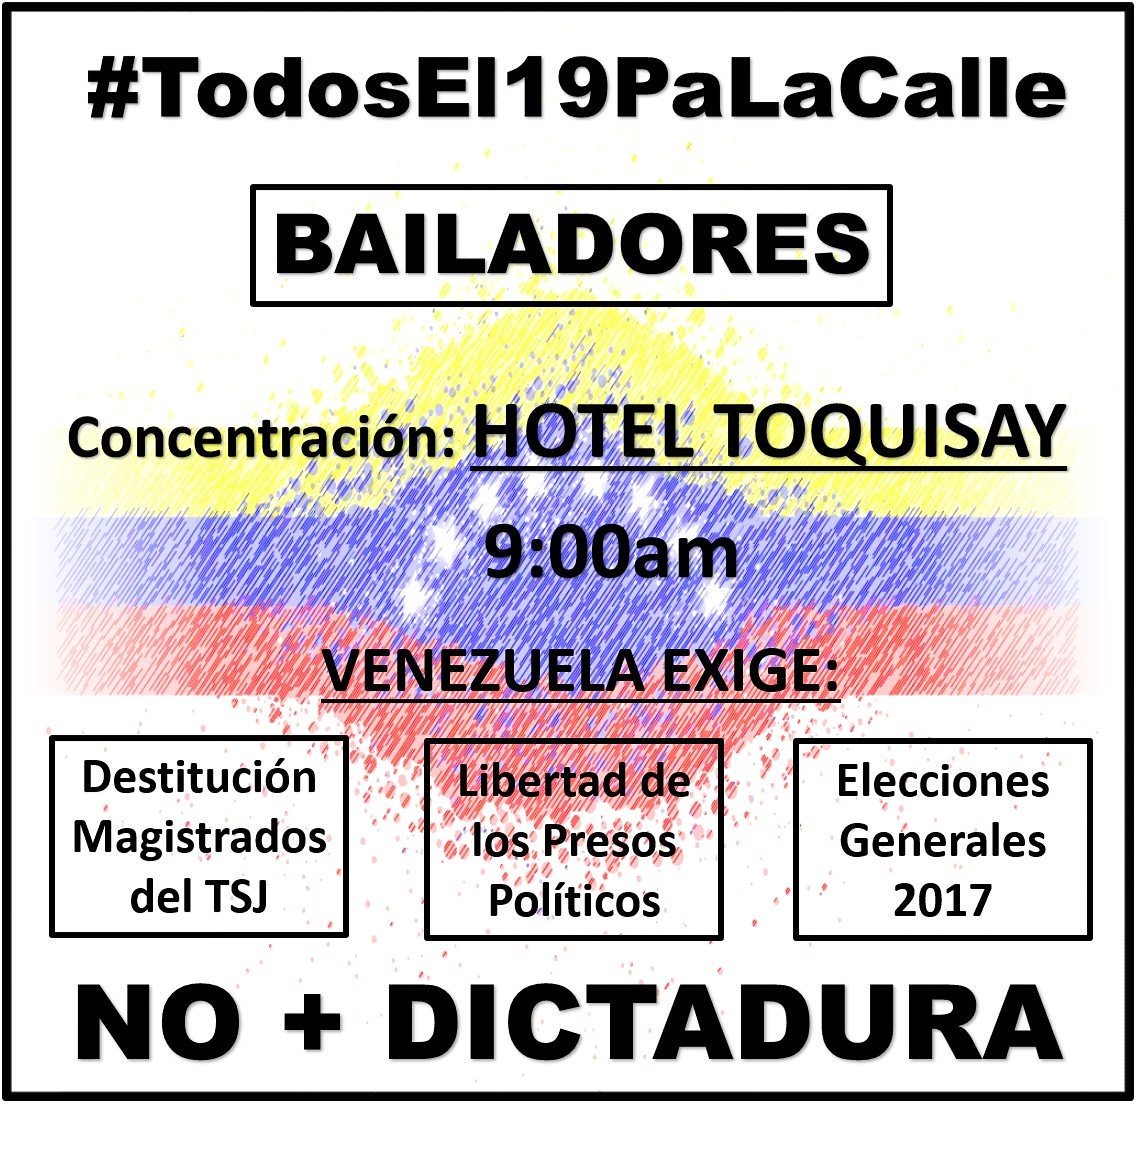 #TodosEl19PaLaCalle
BAILADORES
Concentración: HOTEL TOQUISAY
9:00am
VENEZUELA EXIGE:
Destitución
Magistrados
del TSJ
Libertad de
los Presos
Políticos
Elecciones
Generales
2017
NO + DICTADURA